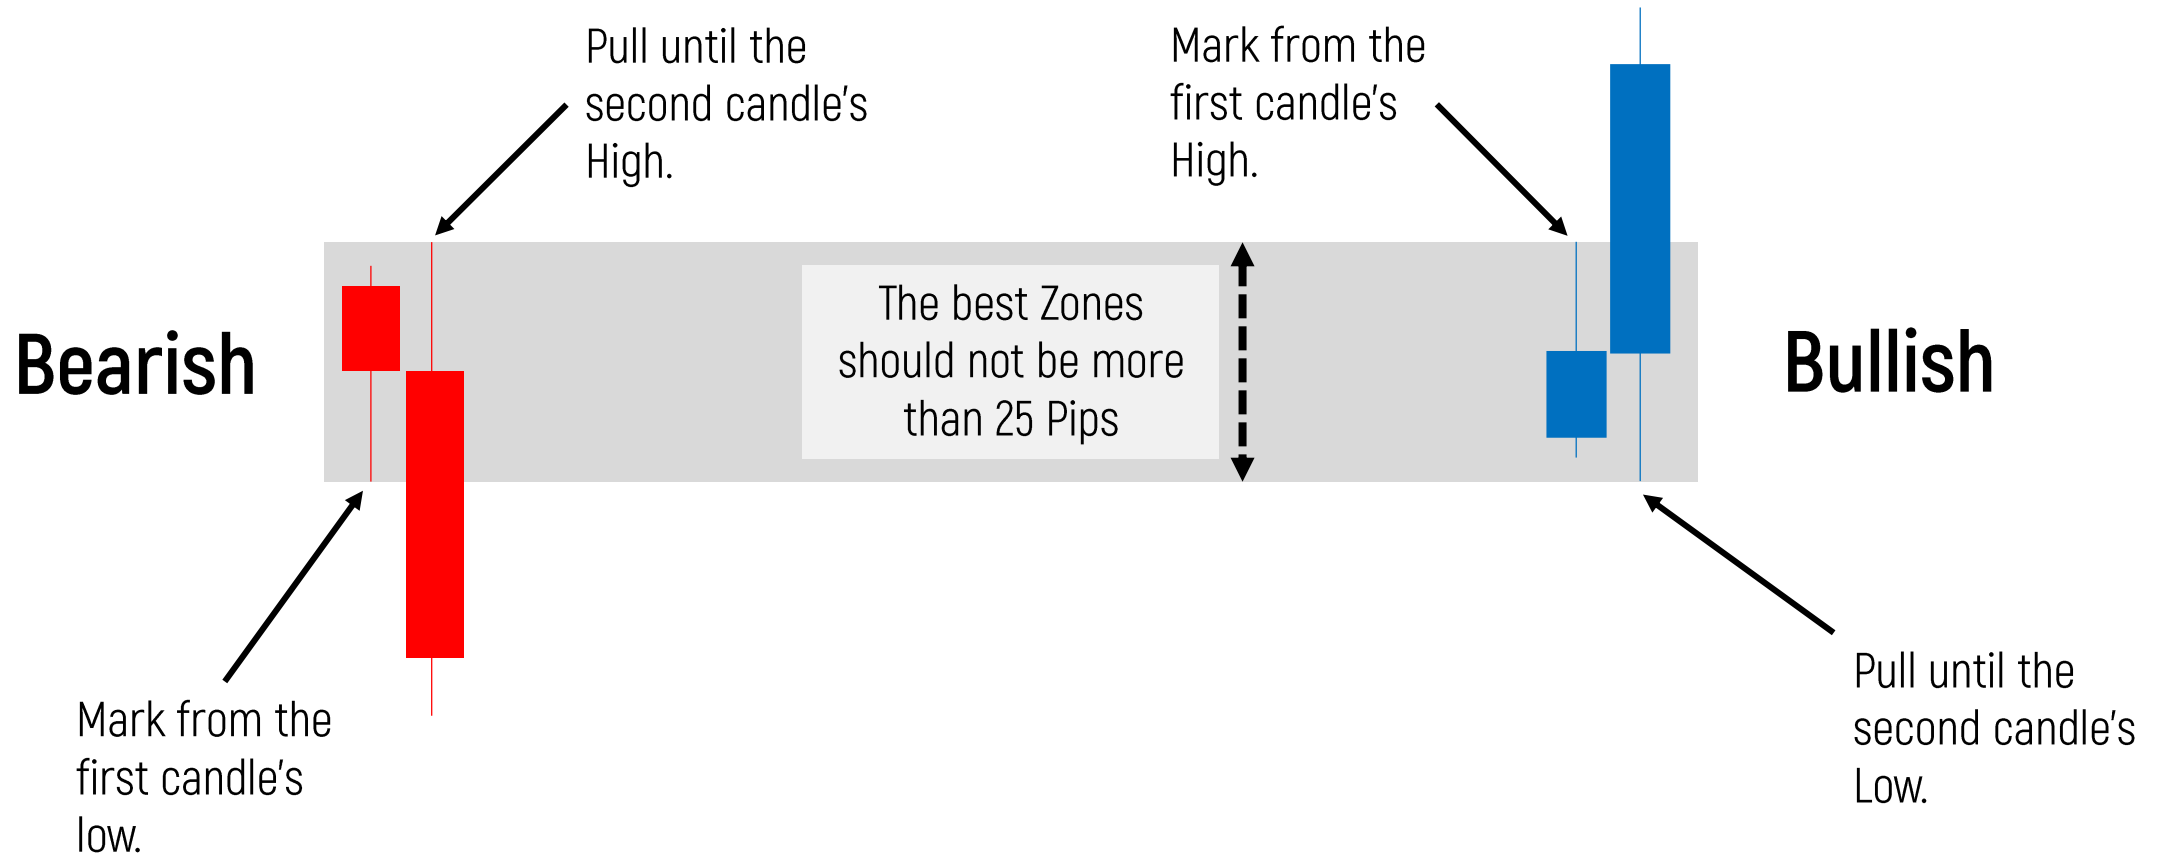 Pull until the
second candle's
High.
Mark from the
first candle's
High.
Bearish
The best Zones
should not be more
than 25 Pips
Bullish
Mark from the
first candle's
low.
Pull until the
second candle's
Low.